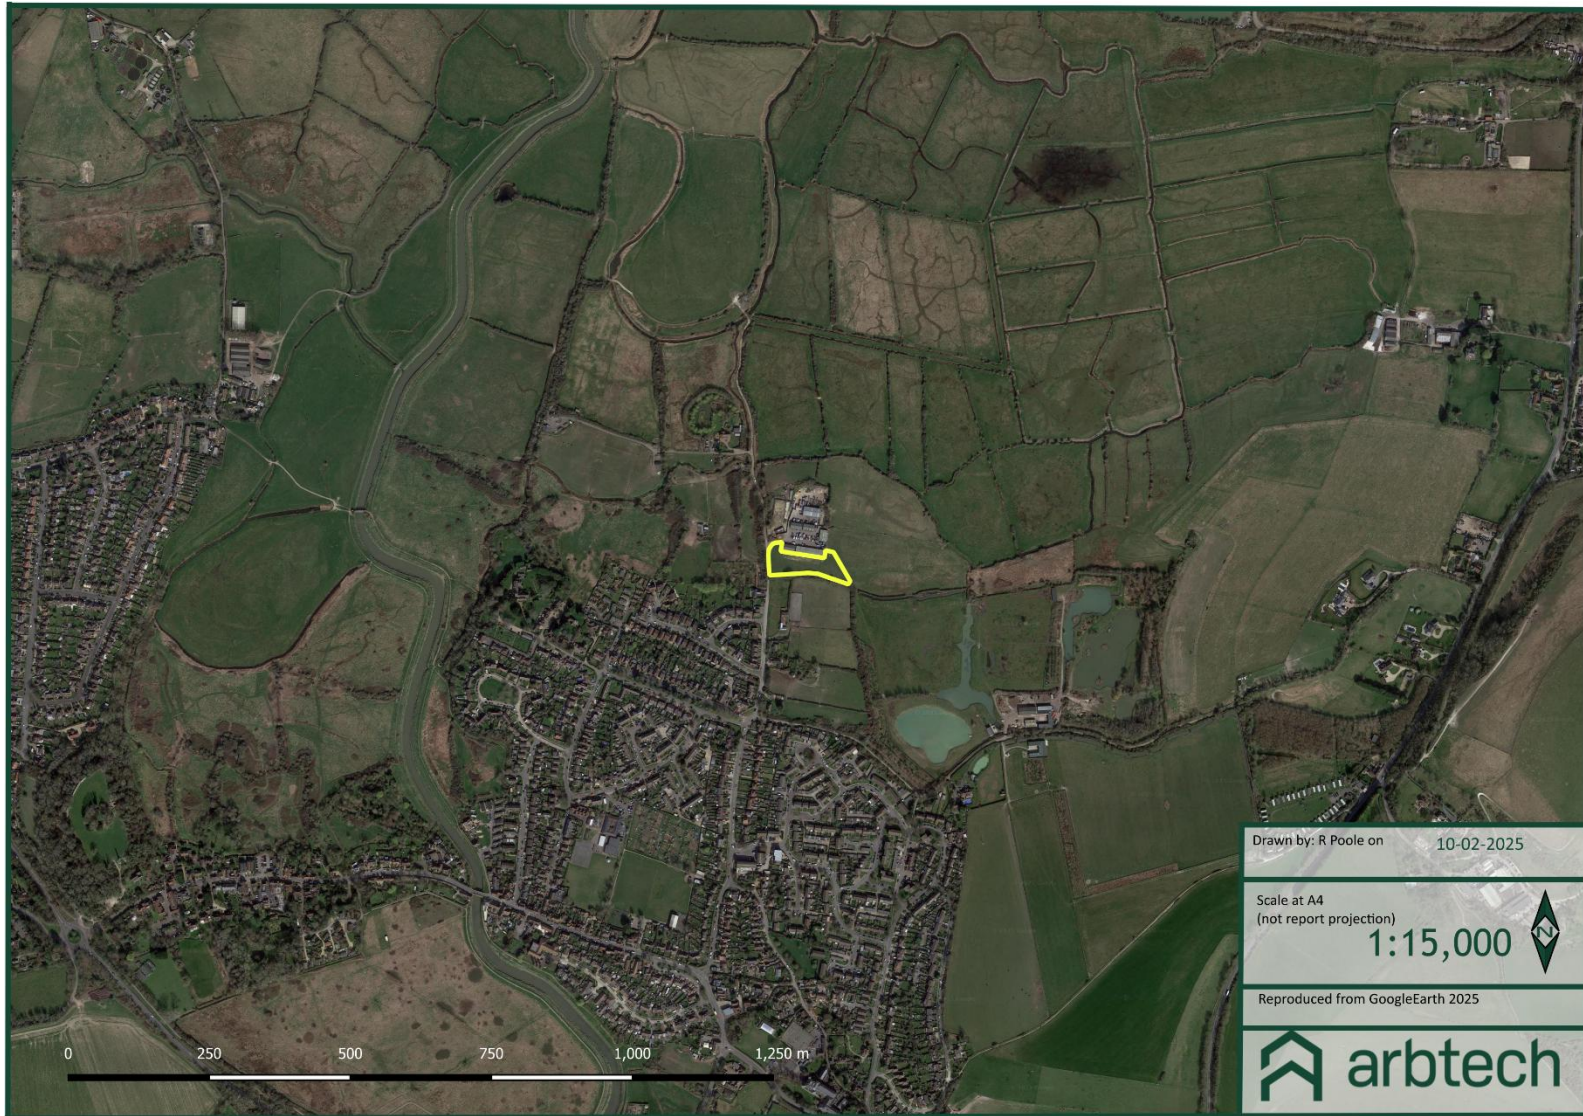 Drawn by: R Poole on 10-02-2025
Scale at A4
(not report projection)
1:15,000
N
Reproduced from GoogleEarth 2025
arbtech
0 250 500 750 1,000 1,250 m